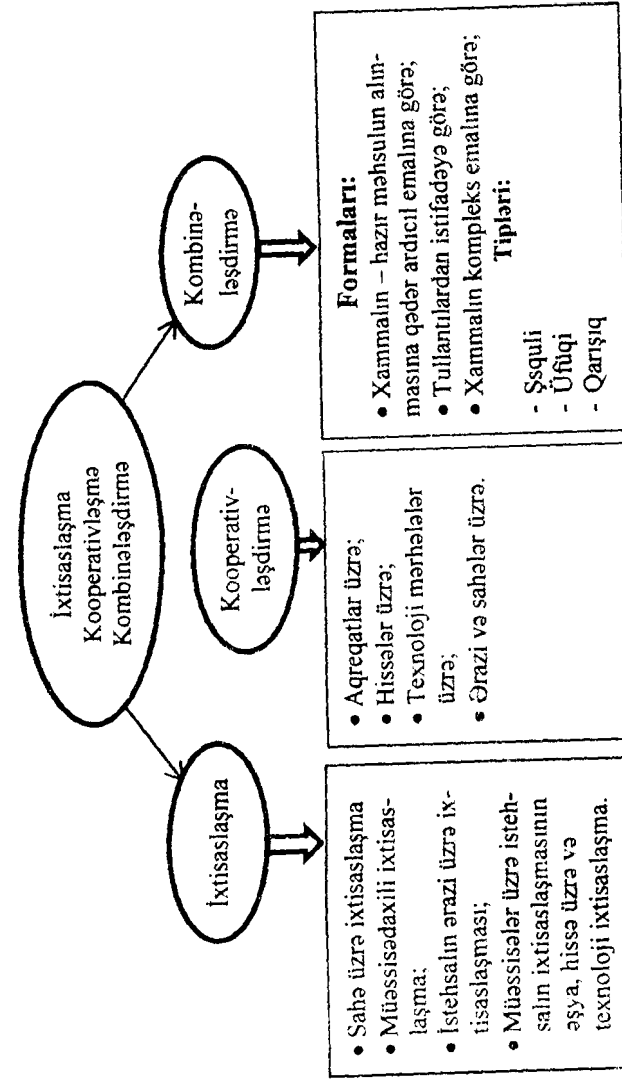 İxtisaslaşma
Kooperativləşmə
Kombinələşdirmə
İxtisaslaşma
Kooperativ-
ləşdirmə
Kombinə-
ləşdirmə
• Sahə üzrə ixtisaslaşma
• Müəssisədaxili ixtisas-
laşma;
• İstehsalın ərazi üzrə ix-
tisaslaşması;
• Müəssisələr üzrə isteh-
salın ixtisaslaşmasının
əşya, hissə üzrə və
texnoloji ixtisaslaşma.
• Aqreqatlar üzrə;
• Hissələr üzrə;
• Texnoloji mərhələlər
üzrə;
• Ərazi və sahələr üzrə.
Formaları:
• Xammalın – hazır məhsulun alın-
masına qədər ardıcıl emalına görə;
• Tullantılardan istifadəyə görə;
• Xammalın kompleks emalına görə;
Tipləri:
- Şsquli
- Üfüqi
- Qarışıq